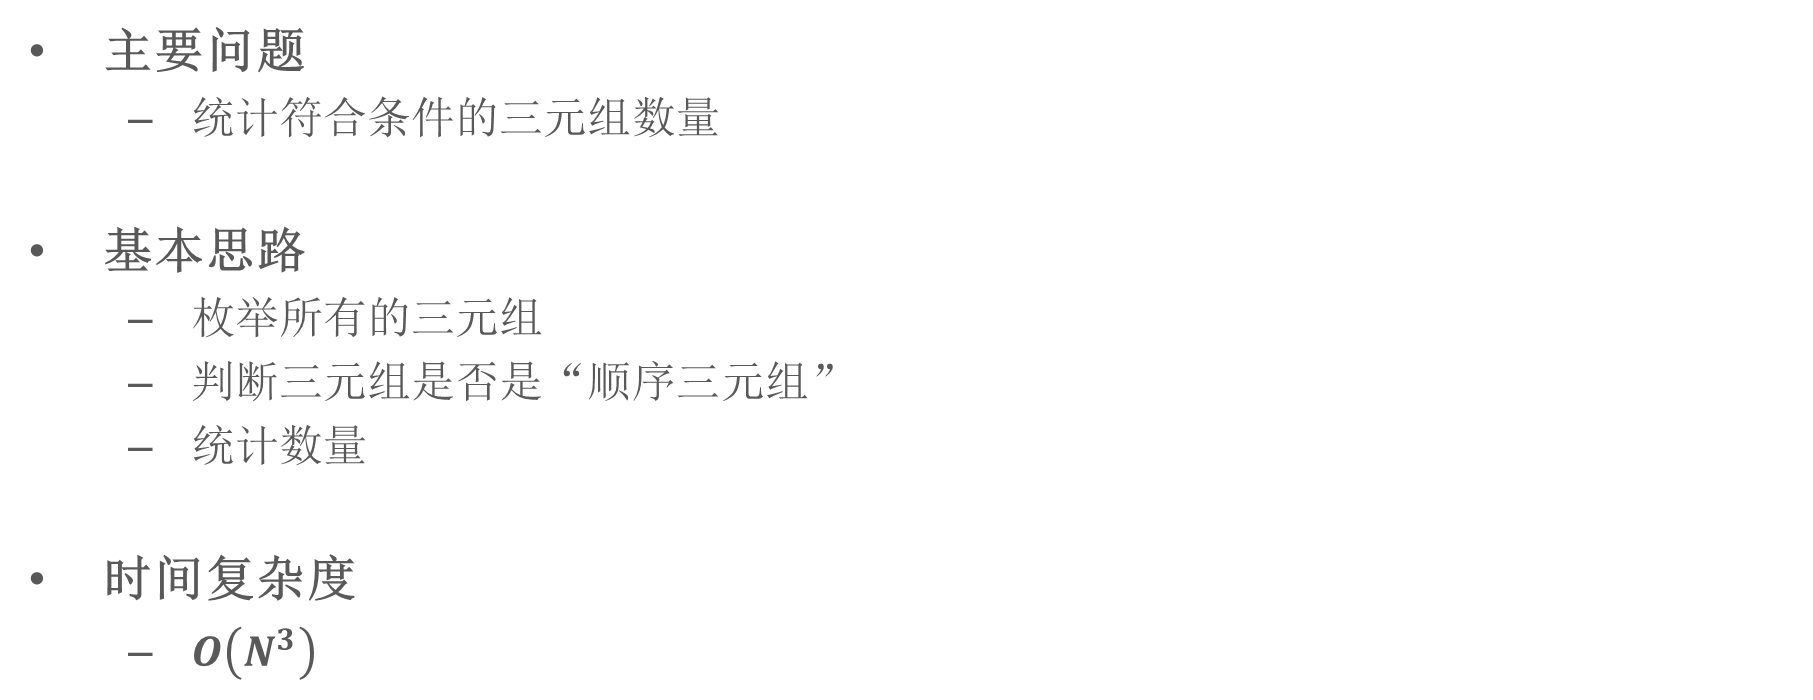 • 主要问题
– 统计符合条件的三元组数量
• 基本思路
– 枚举所有的三元组
– 判断三元组是否是“顺序三元组”
– 统计数量
• 时间复杂度
– O(N³)